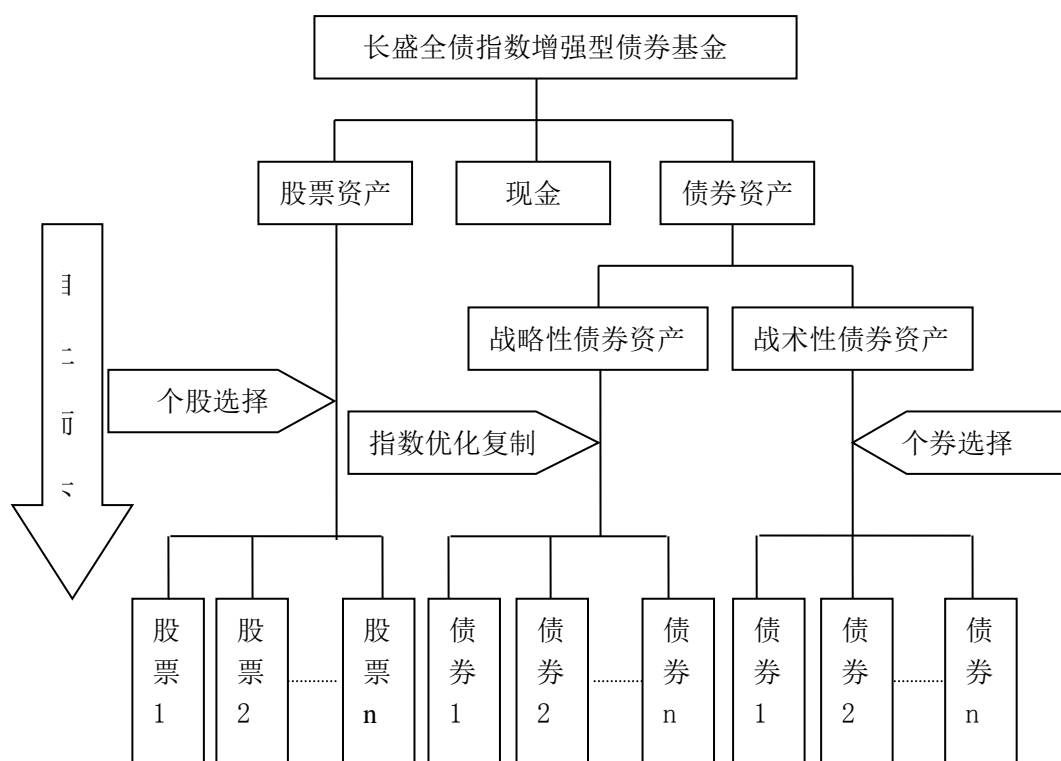 长盛全债指数增强型债券基金
股票资产
现金
债券资产
战略性债券资产
战术性债券资产
个股选择
指数优化复制
个券选择
股票1
股票2
股票n
债券1
债券2
债券n
债券1
债券2
债券n